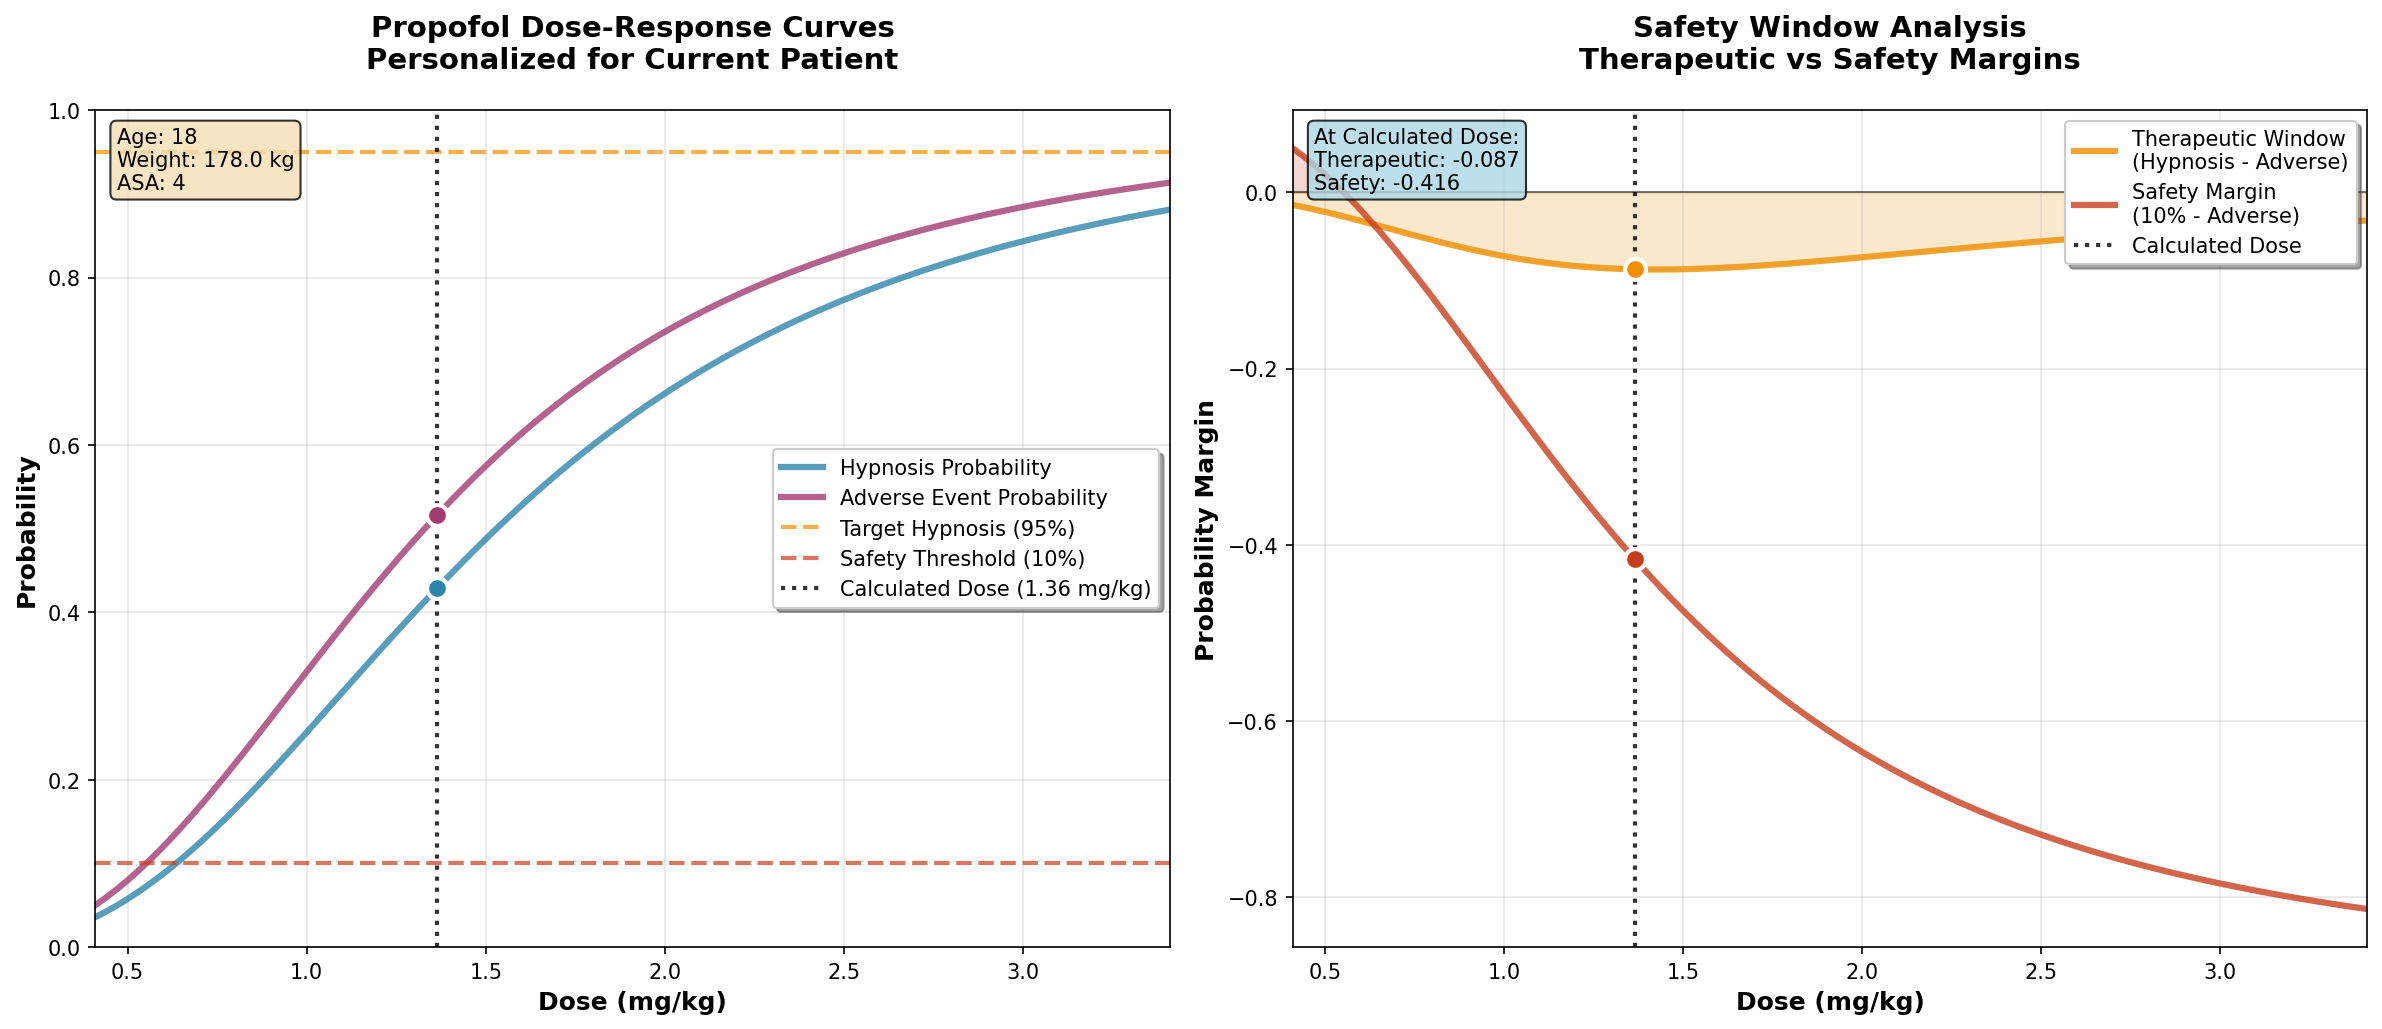 Propofol Dose-Response Curves
Personalized for Current Patient
Age: 18
Weight: 178.0 kg
ASA: 4
Probability
1.0
0.8
0.6
0.4
0.2
0.0
Hypnosis Probability
Adverse Event Probability
Target Hypnosis (95%)
Safety Threshold (10%)
Calculated Dose (1.36 mg/kg)
0.5 1.0 1.5 2.0 2.5 3.0
Dose (mg/kg)
Safety Window Analysis
Therapeutic vs Safety Margins
At Calculated Dose:
Therapeutic: -0.087
Safety: -0.416
Therapeutic Window
(Hypnosis - Adverse)
Safety Margin
(10% - Adverse)
Calculated Dose
Probability Margin
0.0
−0.2
−0.4
−0.6
−0.8
0.5 1.0 1.5 2.0 2.5 3.0
Dose (mg/kg)